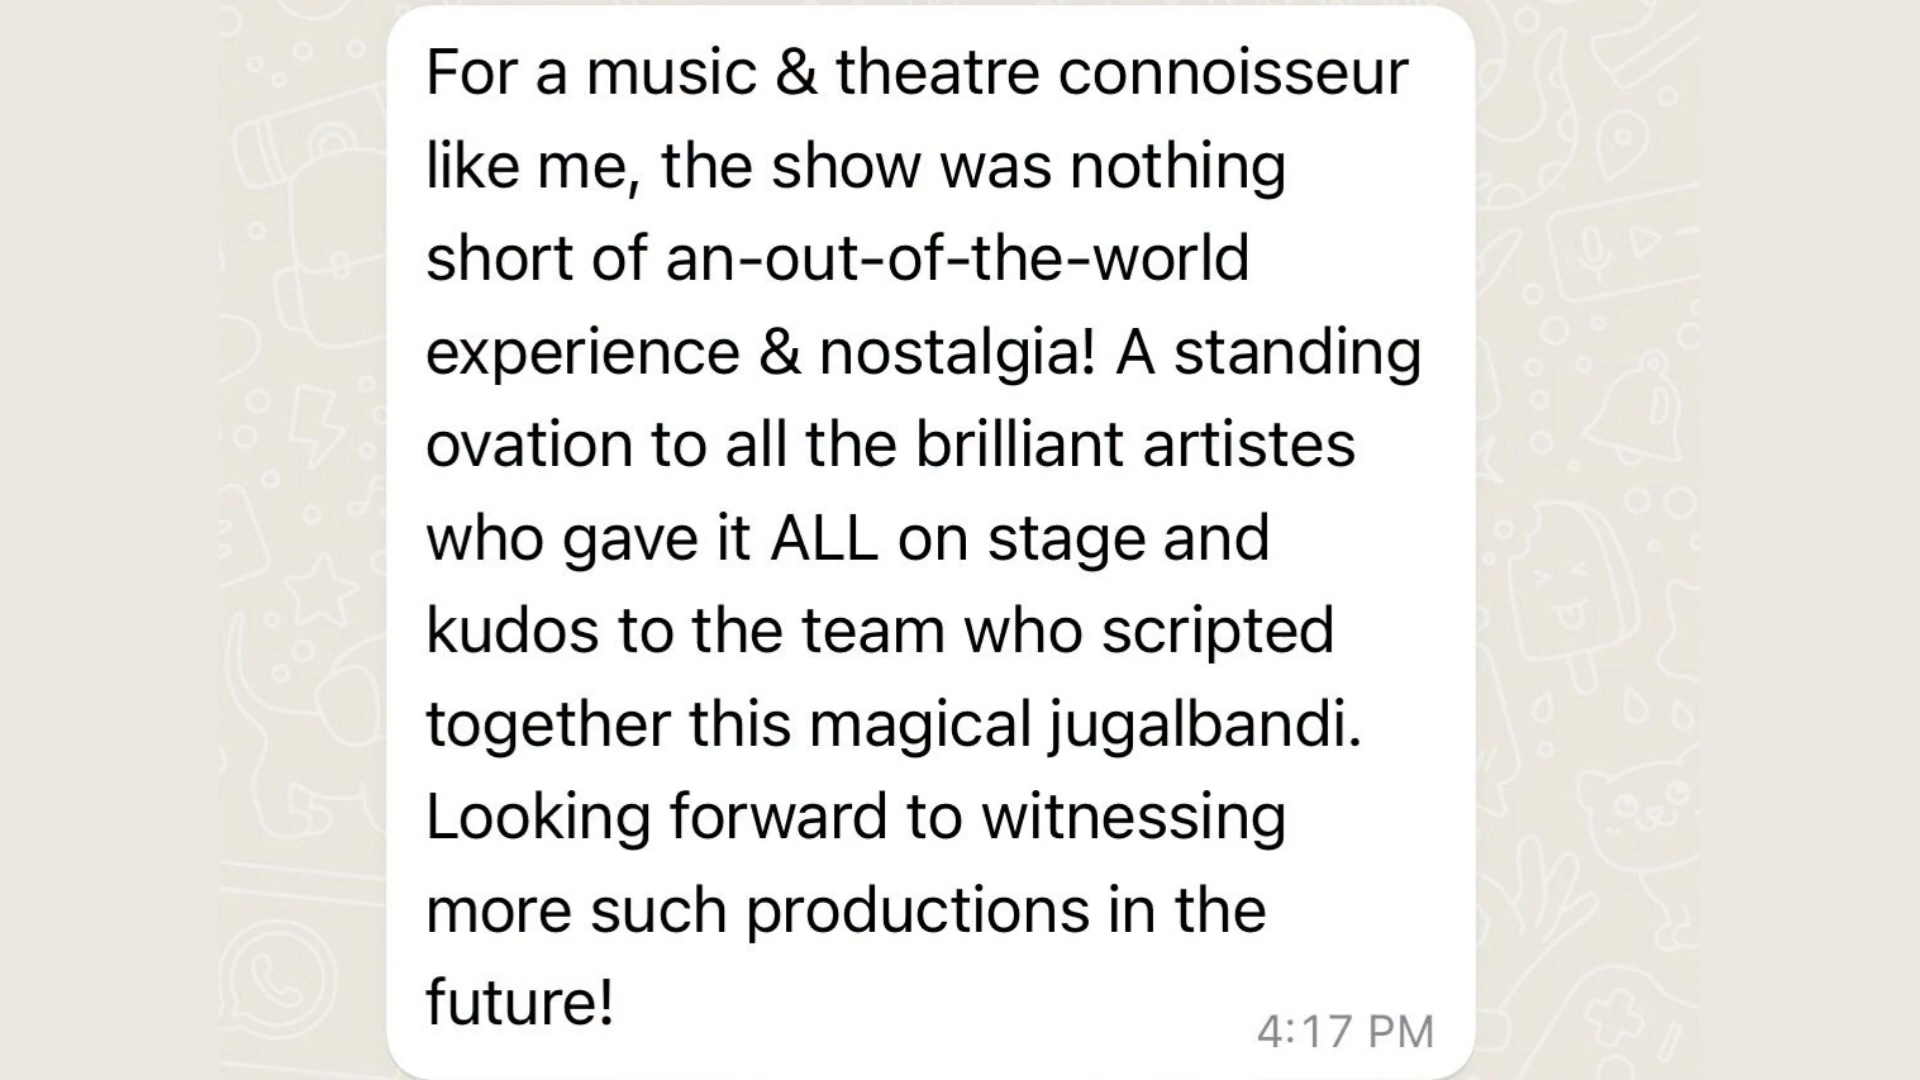 For a music & theatre connoisseur
like me, the show was nothing
short of an-out-of-the-world
experience & nostalgia! A standing
ovation to all the brilliant artistes
who gave it ALL on stage and
kudos to the team who scripted
together this magical jugalbandi.
Looking forward to witnessing
more such productions in the
future!
4:17 PM